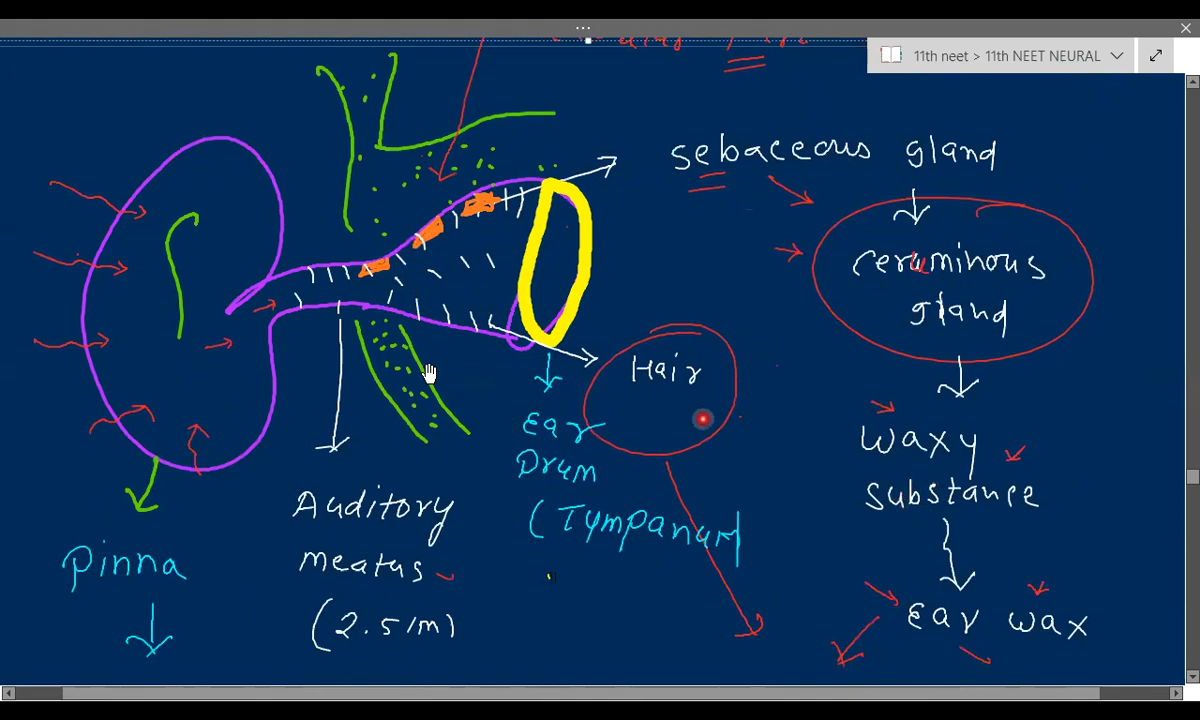 11th neet > 11th NEET NEURAL
sebaceous gland
ceruminous
gland
Hair
waxy
substance
Ear
Drum
(Tympanum
Auditory
meatus
(2.5/m)
Pinna
Ear wax